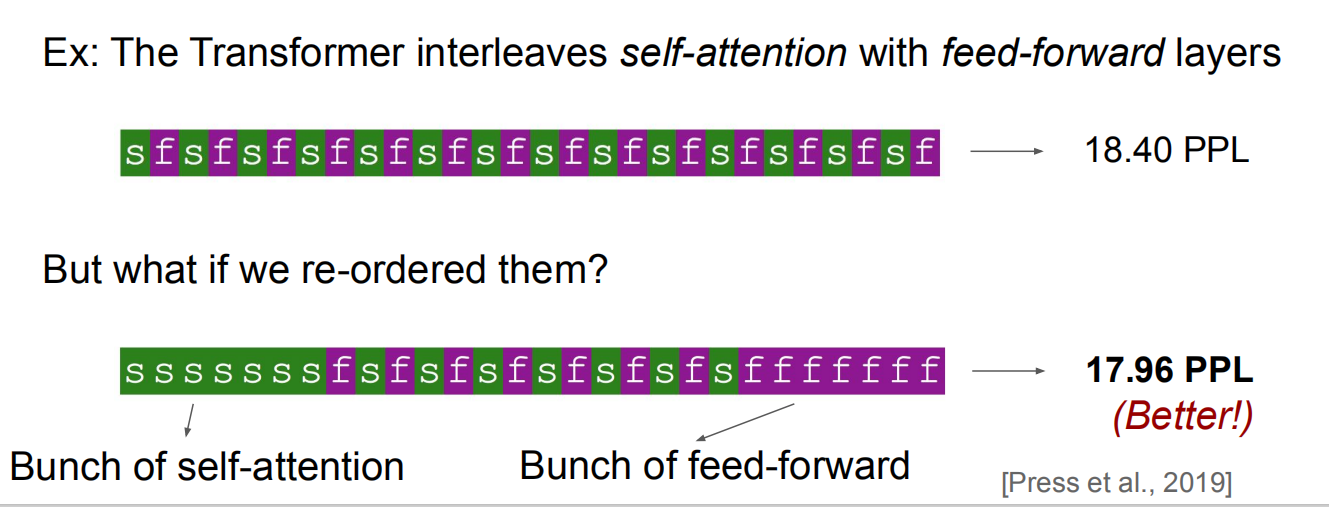 Ex: The Transformer interleaves self-attention with feed-forward layers
sfsfsfsfsfsfsfsfsfsfsfsfsfsf
18.40 PPL
But what if we re-ordered them?
sssssssfsfsfsfsfsfsfsfffffff
17.96 PPL
(Better!)
Bunch of self-attention
Bunch of feed-forward
[Press et al., 2019]